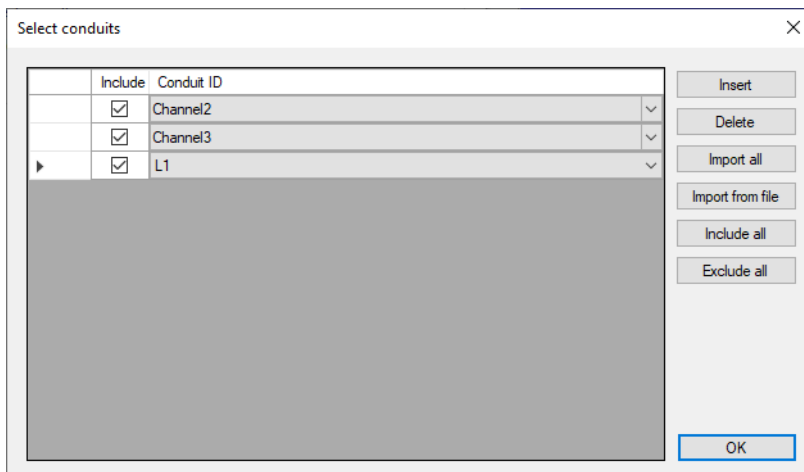 Select conduits
Include Conduit ID
Channel2
Channel3
L1
Insert
Delete
Import all
Import from file
Include all
Exclude all
OK